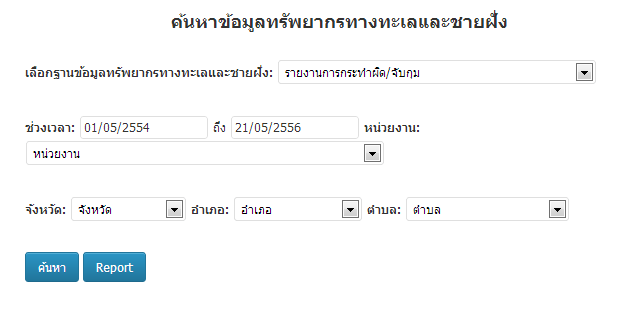 ค้นหาข้อมูลทรัพยากรทางทะเลและชายฝั่ง
เลือกฐานข้อมูลทรัพยากรทางทะเลและชายฝั่ง: รายงานการกระทำผิด/จับกุม
ช่วงเวลา: 01/05/2554 ถึง 21/05/2556 หน่วยงาน:
หน่วยงาน
จังหวัด: จังหวัด อำเภอ: อำเภอ ตำบล: ตำบล
ค้นหา Report